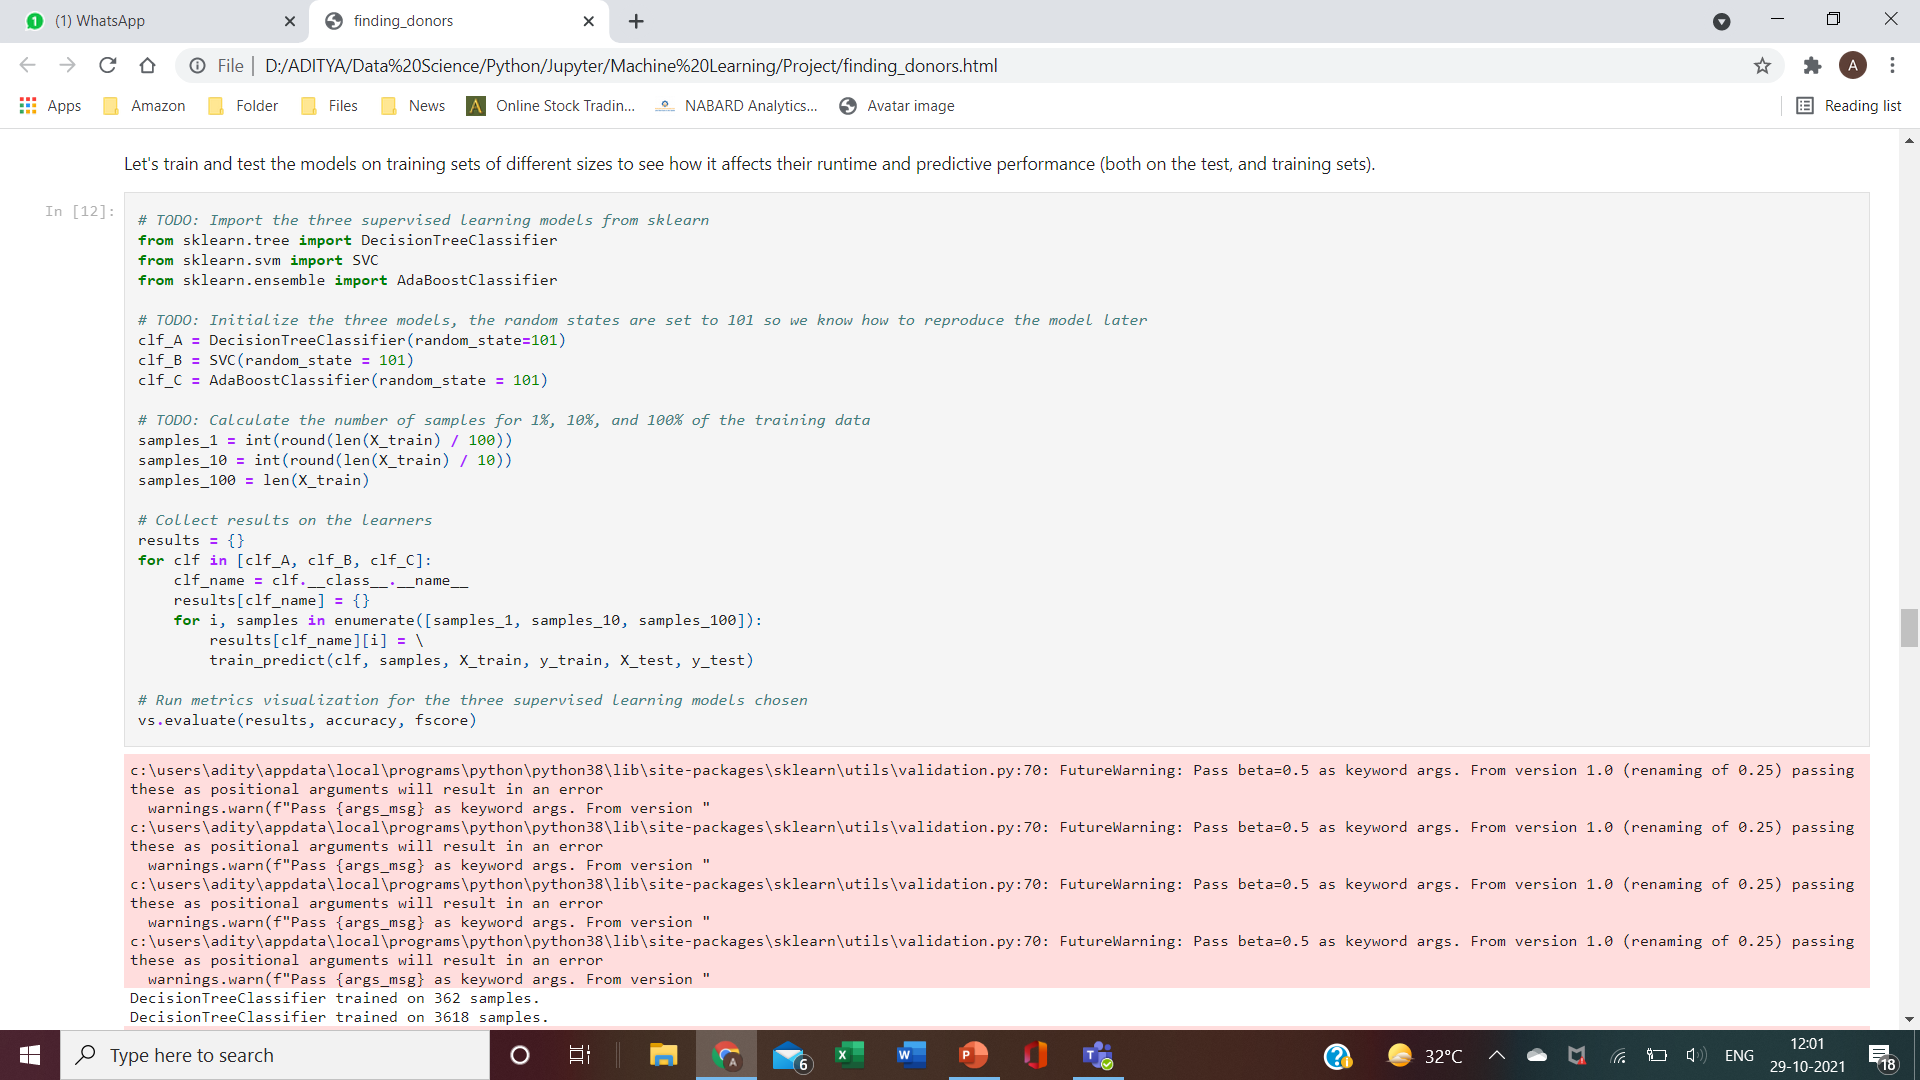 (1) WhatsApp
finding_donors
File | D:/ADITYA/Data%20Science/Python/Jupyter/Machine%20Learning/Project/finding_donors.html
A
Apps Amazon Folder Files News Online Stock Tradin... NABARD Analytics... Avatar image Reading list
Let's train and test the models on training sets of different sizes to see how it affects their runtime and predictive performance (both on the test, and training sets).
In [12]:
# TODO: Import the three supervised learning models from sklearn
from sklearn.tree import DecisionTreeClassifier
from sklearn.svm import SVC
from sklearn.ensemble import AdaBoostClassifier
# TODO: Initialize the three models, the random states are set to 101 so we know how to reproduce the model later
clf_A = DecisionTreeClassifier(random_state=101)
clf_B = SVC(random_state = 101)
clf_C = AdaBoostClassifier(random_state = 101)
# TODO: Calculate the number of samples for 1%, 10%, and 100% of the training data
samples_1 = int(round(len(X_train) / 100))
samples_10 = int(round(len(X_train) / 10))
samples_100 = len(X_train)
# Collect results on the learners
results = {}
for clf in [clf_A, clf_B, clf_C]:
    clf_name = clf.__class__.__name__
    results[clf_name] = {}
    for i, samples in enumerate([samples_1, samples_10, samples_100]):
        results[clf_name][i] = \
        train_predict(clf, samples, X_train, y_train, X_test, y_test)
# Run metrics visualization for the three supervised learning models chosen
vs.evaluate(results, accuracy, fscore)
c:\users\adity\appdata\local\programs\python\python38\lib\site-packages\sklearn\utils\validation.py:70: FutureWarning: Pass beta=0.5 as keyword args. From version 1.0 (renaming of 0.25) passing
these as positional arguments will result in an error
  warnings.warn(f"Pass {args_msg} as keyword args. From version "
c:\users\adity\appdata\local\programs\python\python38\lib\site-packages\sklearn\utils\validation.py:70: FutureWarning: Pass beta=0.5 as keyword args. From version 1.0 (renaming of 0.25) passing
these as positional arguments will result in an error
  warnings.warn(f"Pass {args_msg} as keyword args. From version "
c:\users\adity\appdata\local\programs\python\python38\lib\site-packages\sklearn\utils\validation.py:70: FutureWarning: Pass beta=0.5 as keyword args. From version 1.0 (renaming of 0.25) passing
these as positional arguments will result in an error
  warnings.warn(f"Pass {args_msg} as keyword args. From version "
c:\users\adity\appdata\local\programs\python\python38\lib\site-packages\sklearn\utils\validation.py:70: FutureWarning: Pass beta=0.5 as keyword args. From version 1.0 (renaming of 0.25) passing
these as positional arguments will result in an error
  warnings.warn(f"Pass {args_msg} as keyword args. From version "
DecisionTreeClassifier trained on 362 samples.
DecisionTreeClassifier trained on 3618 samples.
Type here to search
6
32°C
ENG
12:01
29-10-2021
18